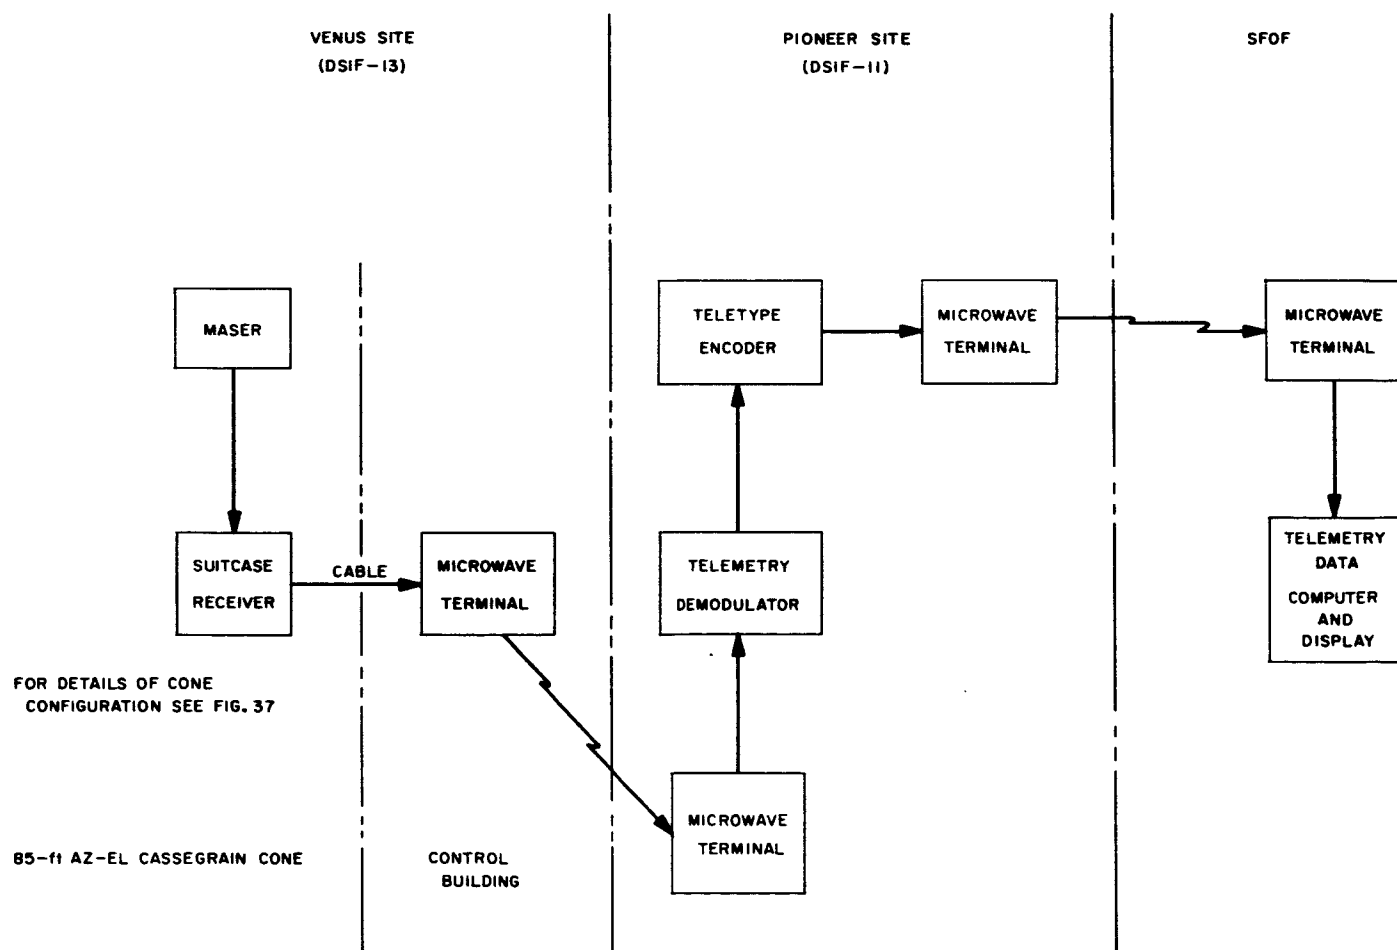 VENUS SITE
(DSIF-13)
PIONEER SITE
(DSIF-11)
SFOF
MASER
TELETYPE
ENCODER
MICROWAVE
TERMINAL
MICROWAVE
TERMINAL
SUITCASE
RECEIVER
CABLE
MICROWAVE
TERMINAL
TELEMETRY
DEMODULATOR
TELEMETRY
DATA
COMPUTER
AND
DISPLAY
FOR DETAILS OF CONE
CONFIGURATION SEE FIG. 37
MICROWAVE
TERMINAL
85-ft AZ-EL CASSEGRAIN CONE
CONTROL
BUILDING